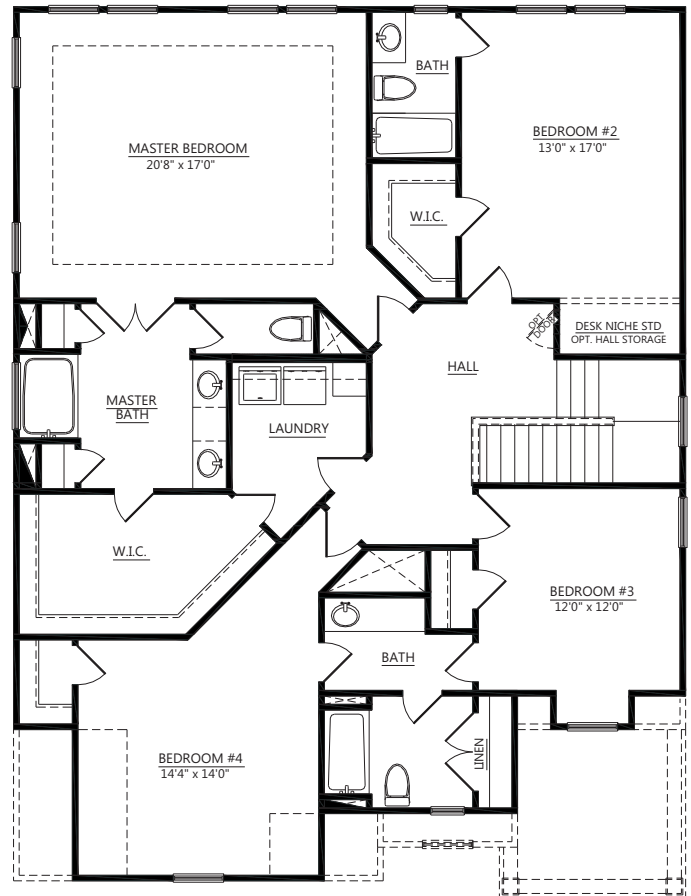 BATH
MASTER BEDROOM
20'8" x 17'0"
BEDROOM #2
13'0" x 17'0"
W.I.C.
OPT.
DOOR
DESK NICHE STD
OPT. HALL STORAGE
HALL
MASTER
BATH
LAUNDRY
W.I.C.
BEDROOM #3
12'0" x 12'0"
BATH
BEDROOM #4
14'4" x 14'0"
LINEN